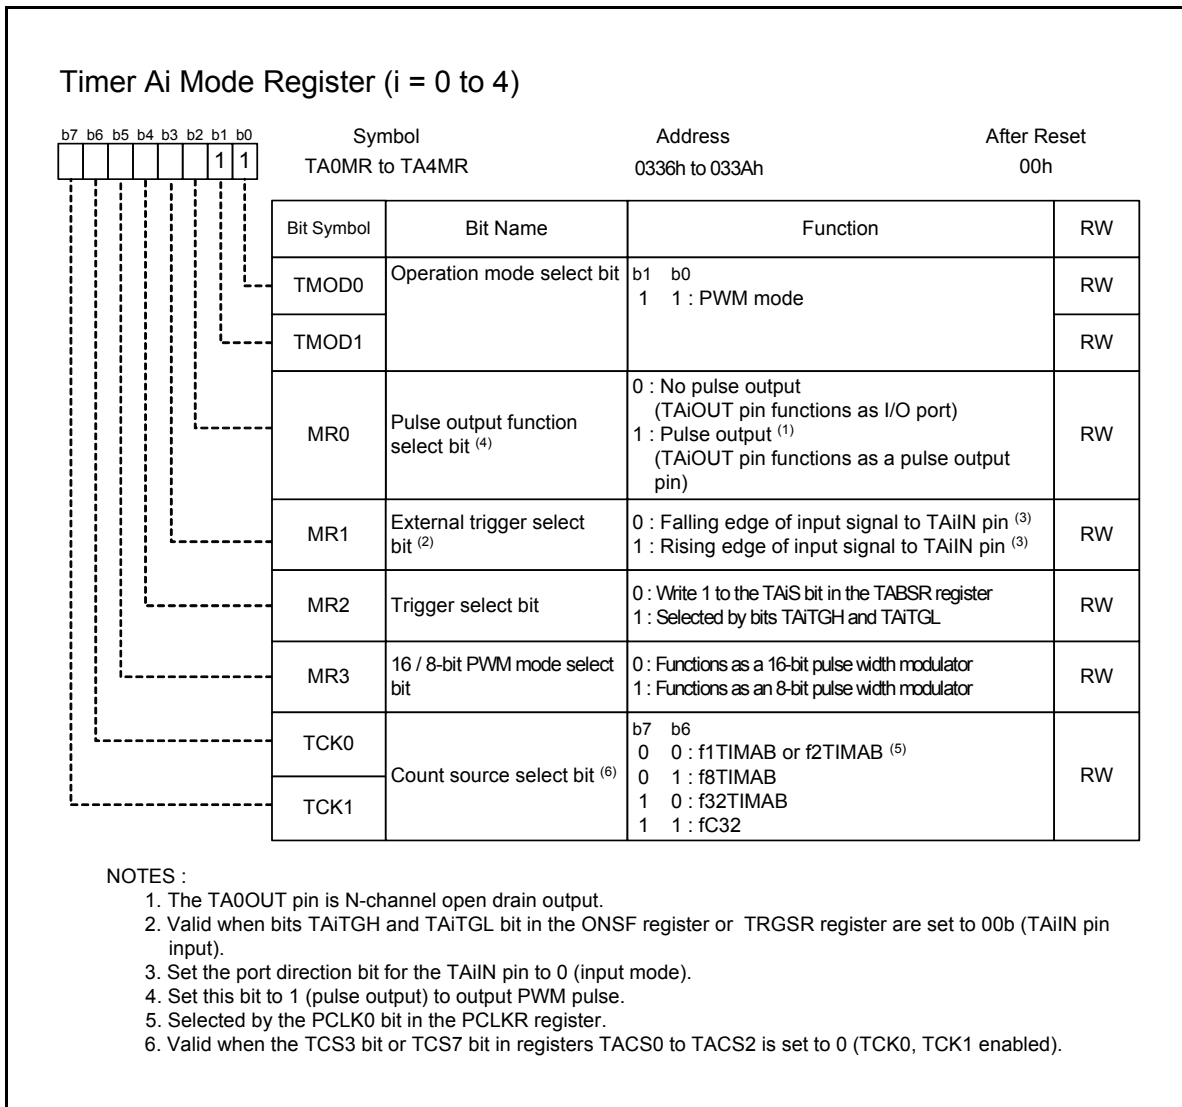 Timer Ai Mode Register (i = 0 to 4)
b7 b6 b5 b4 b3 b2 b1 b0
1 1
Symbol Address After Reset
TA0MR to TA4MR 0336h to 033Ah 00h
Bit Symbol Bit Name Function RW
TMOD0 Operation mode select bit b1 b0
1 1 : PWM mode RW
TMOD1 RW
MR0 Pulse output function
select bit (4)
0 : No pulse output
(TAiOUT pin functions as I/O port)
1 : Pulse output (1)
(TAiOUT pin functions as a pulse output
pin)
RW
MR1 External trigger select
bit (2)
0 : Falling edge of input signal to TAiIN pin (3)
1 : Rising edge of input signal to TAiIN pin (3)
RW
MR2 Trigger select bit
0 : Write 1 to the TAiS bit in the TABSR register
1 : Selected by bits TAiTGH and TAiTGL
RW
MR3 16 / 8-bit PWM mode select
bit
0 : Functions as a 16-bit pulse width modulator
1 : Functions as an 8-bit pulse width modulator
RW
TCK0
TCK1
Count source select bit (6)
b7 b6
0 0 : f1TIMAB or f2TIMAB (5)
0 1 : f8TIMAB
1 0 : f32TIMAB
1 1 : fC32
RW
NOTES :
1. The TA0OUT pin is N-channel open drain output.
2. Valid when bits TAiTGH and TAiTGL bit in the ONSF register or TRGSR register are set to 00b (TAiIN pin
input).
3. Set the port direction bit for the TAiIN pin to 0 (input mode).
4. Set this bit to 1 (pulse output) to output PWM pulse.
5. Selected by the PCLK0 bit in the PCLKR register.
6. Valid when the TCS3 bit or TCS7 bit in registers TACS0 to TACS2 is set to 0 (TCK0, TCK1 enabled).